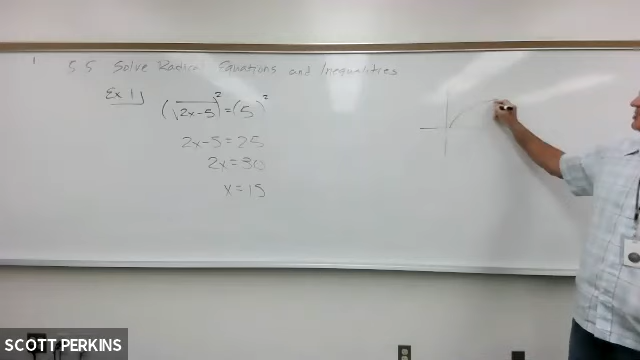 5.5 Solve Radical Equations and Inequalities
Ex 1)
(√2x-5)² = (5)²
2x-5 = 25
2x = 30
x = 15
SCOTT PERKINS